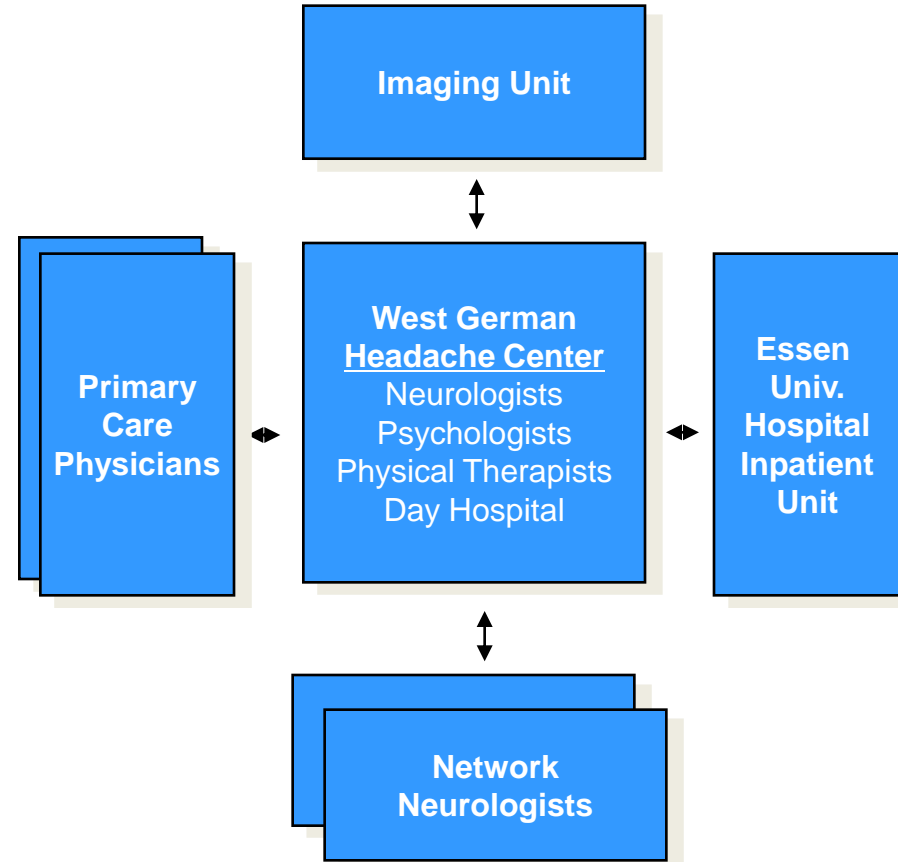 Imaging Unit
West German
Headache Center
Neurologists
Psychologists
Physical Therapists
Day Hospital
Primary
Care
Physicians
Essen
Univ.
Hospital
Inpatient
Unit
Network
Neurologists